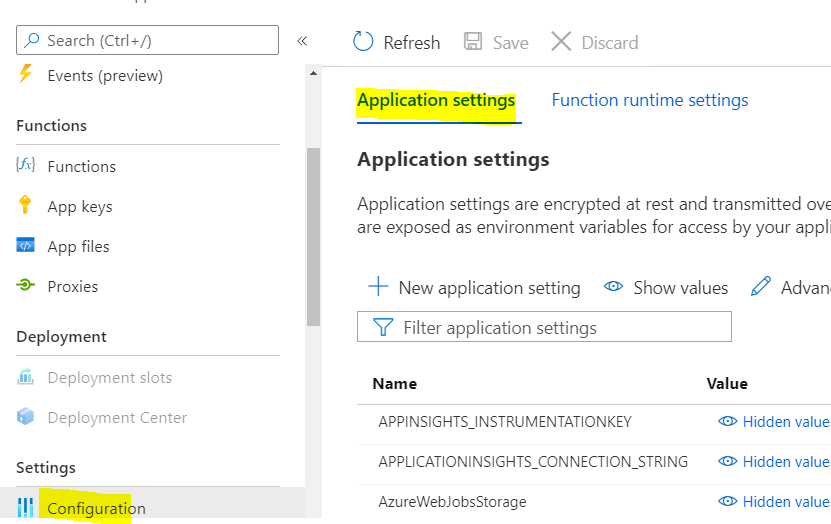 Search (Ctrl+/)
«
Events (preview)
Functions
Functions
App keys
App files
Proxies
Deployment
Deployment slots
Deployment Center
Settings
Configuration
Refresh
Save
Discard
Application settings
Function runtime settings
Application settings
Application settings are encrypted at rest and transmitted ove
are exposed as environment variables for access by your appli
New application setting
Show values
Advan
Filter application settings
Name
Value
APPINSIGHTS_INSTRUMENTATIONKEY
Hidden value
APPLICATIONINSIGHTS_CONNECTION_STRING
Hidden value
AzureWebJobsStorage
Hidden value